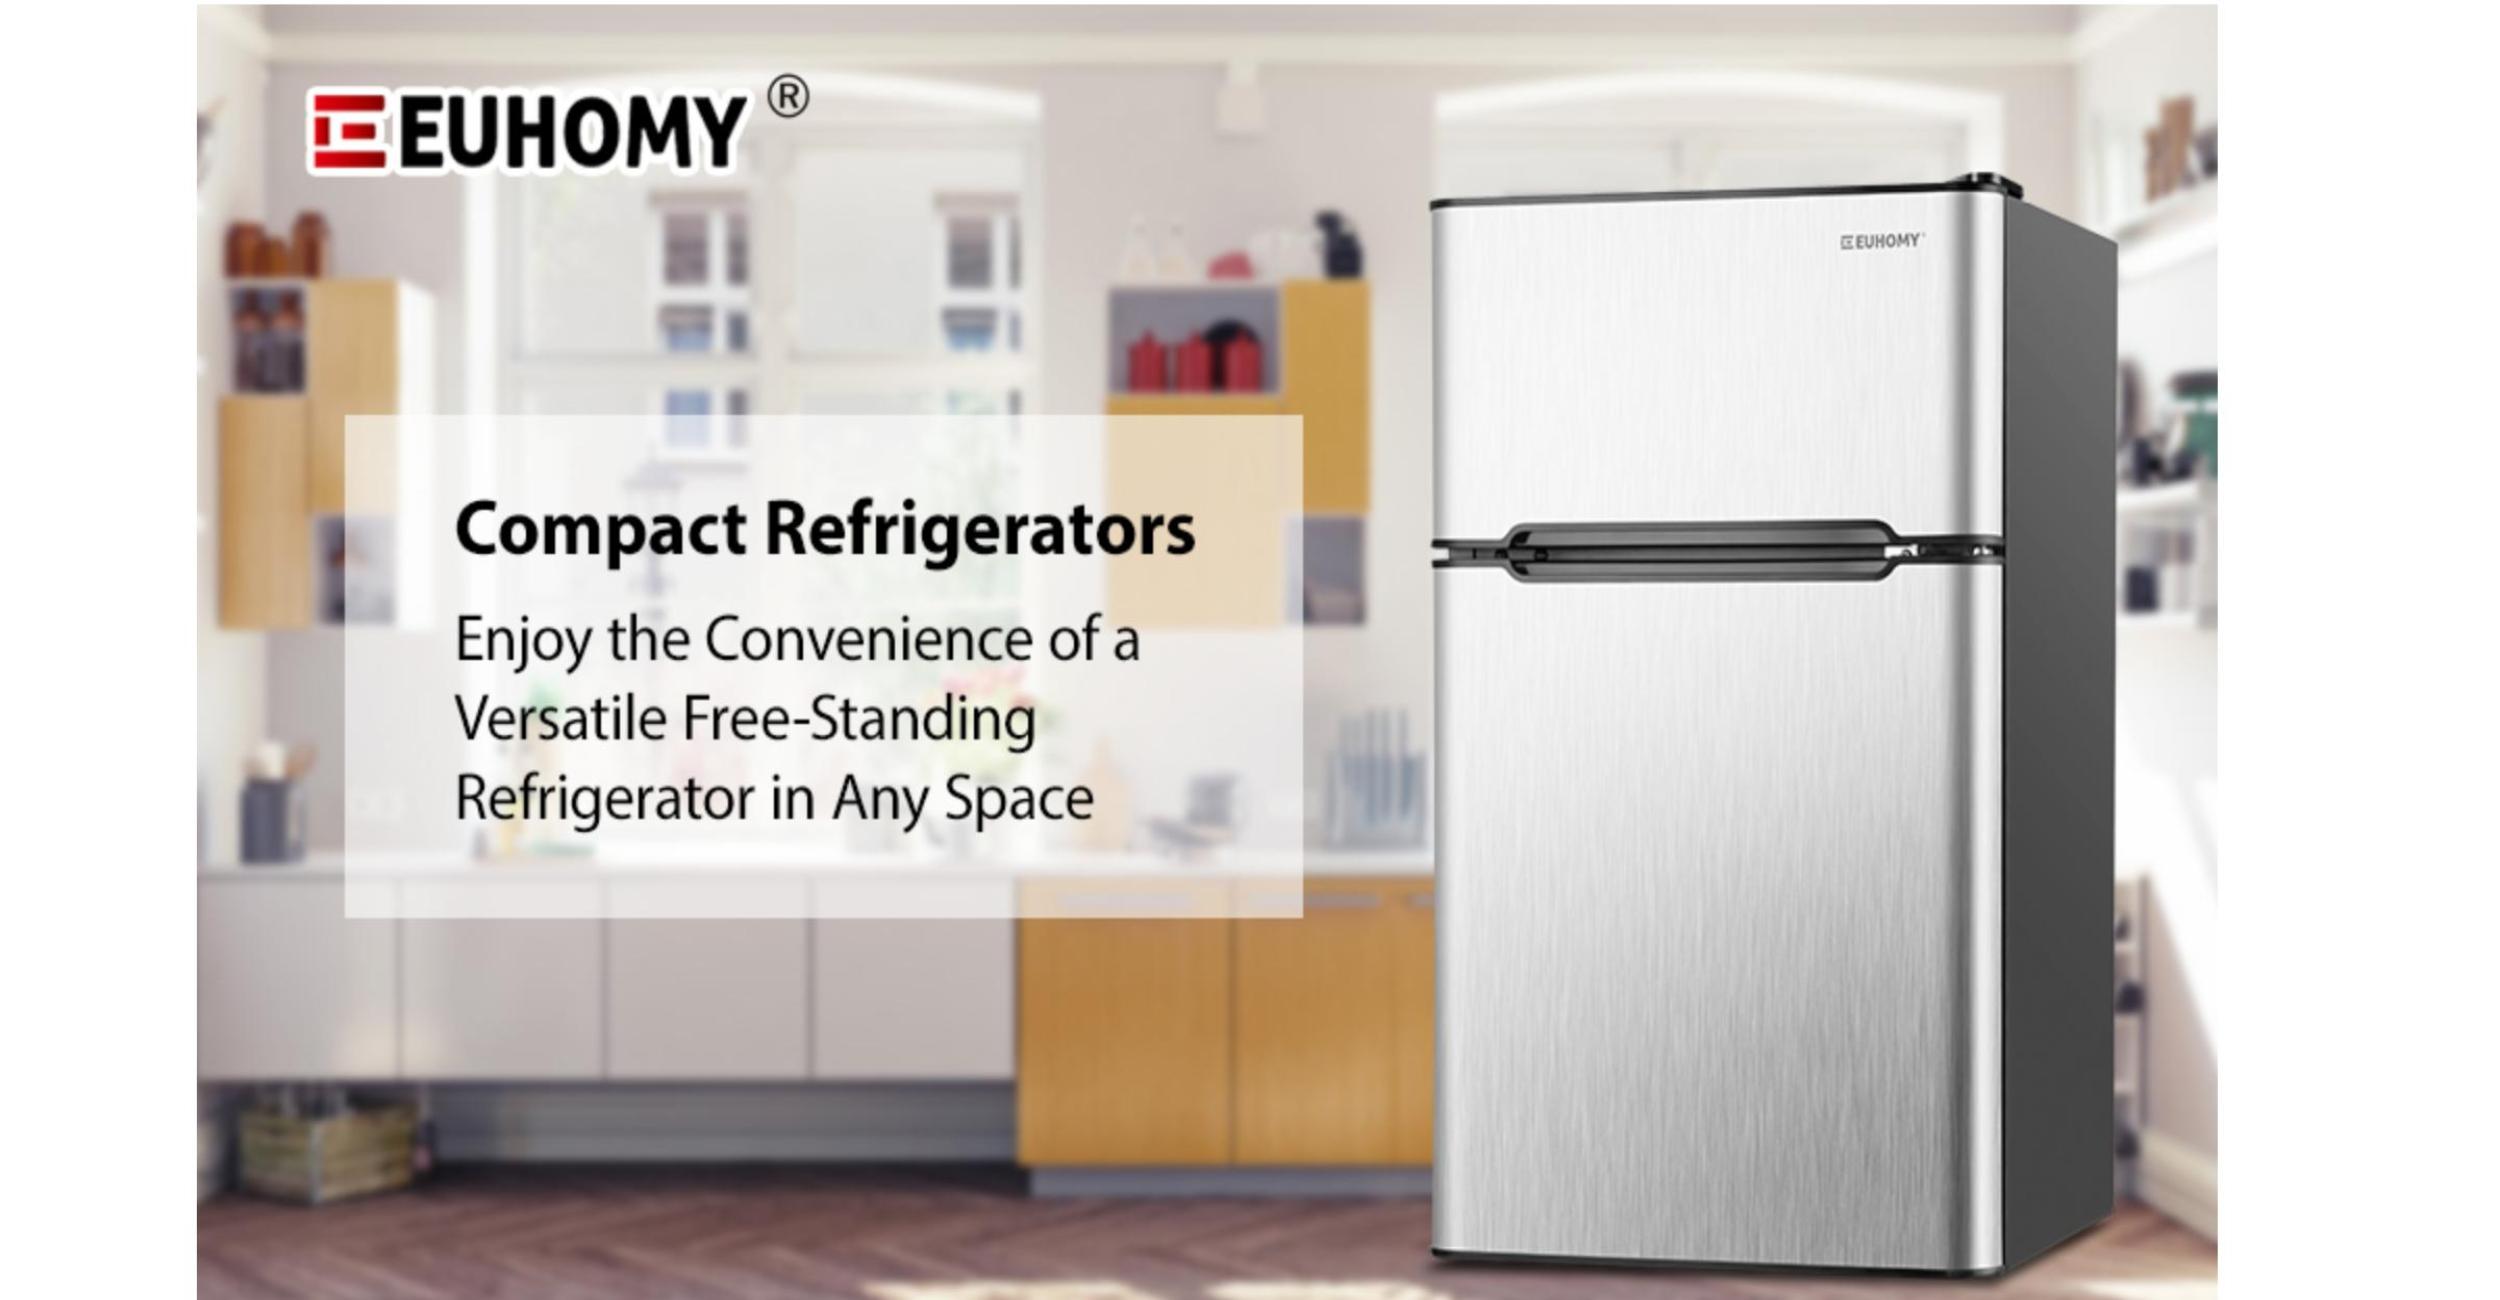 EUHOMY®
EUHOMY
Compact Refrigerators
Enjoy the Convenience of a
Versatile Free-Standing
Refrigerator in Any Space